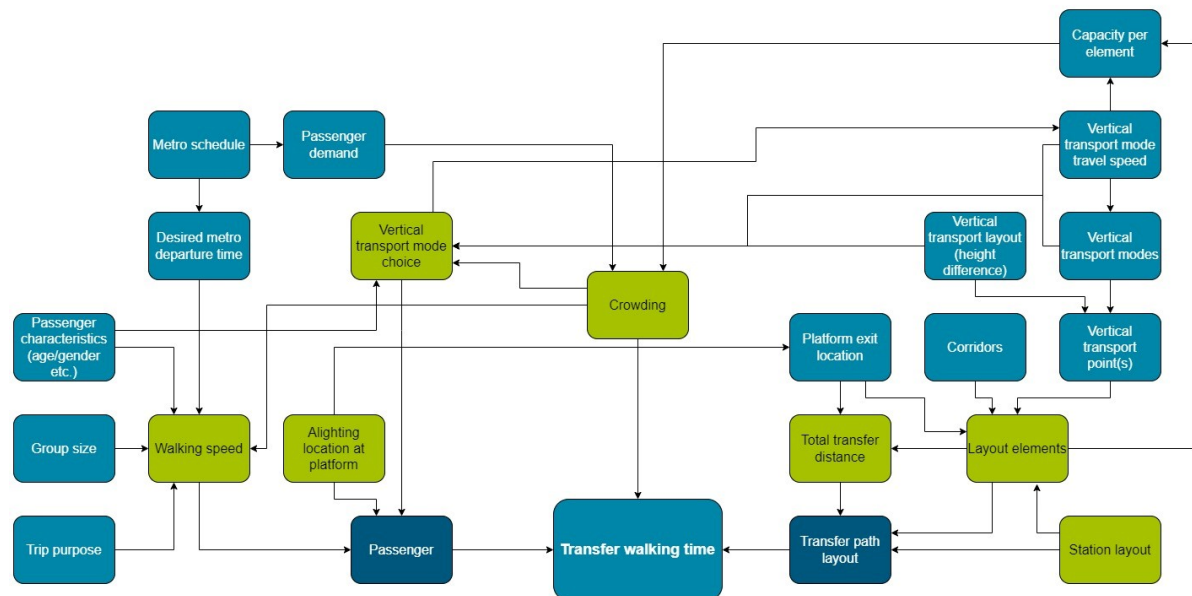 Capacity per
element
Metro schedule
Passenger
demand
Vertical
transport mode
travel speed
Desired metro
departure time
Vertical
transport mode
choice
Vertical
transport layout
(height
difference)
Vertical
transport modes
Crowding
Passenger
characteristics
(age/gender
etc.)
Platform exit
location
Corridors
Vertical
transport
point(s)
Group size
Walking speed
Alighting
location at
platform
Total transfer
distance
Layout elements
Trip purpose
Passenger
Transfer walking time
Transfer path
layout
Station layout